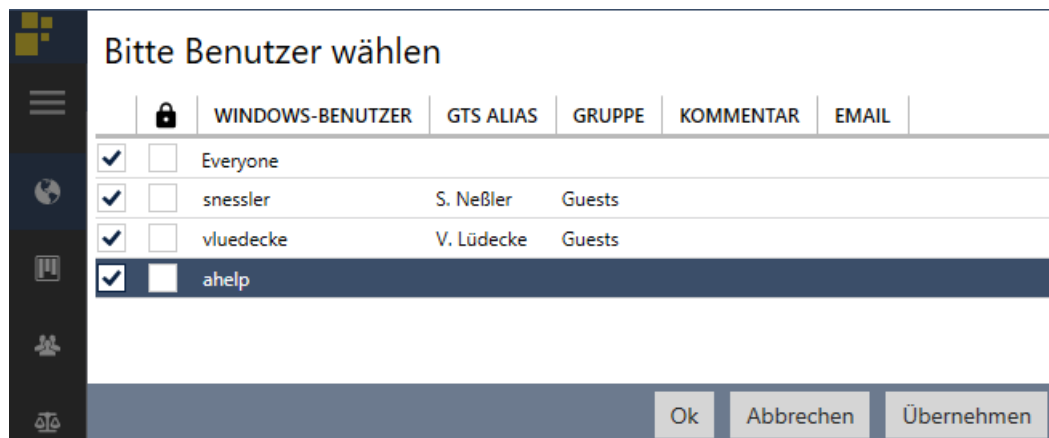 Bitte Benutzer wählen
WINDOWS-BENUTZER GTS ALIAS GRUPPE KOMMENTAR EMAIL
Everyone
snessler S. Neßler Guests
vluedecke V. Lüdecke Guests
ahelp
Ok Abbrechen Übernehmen